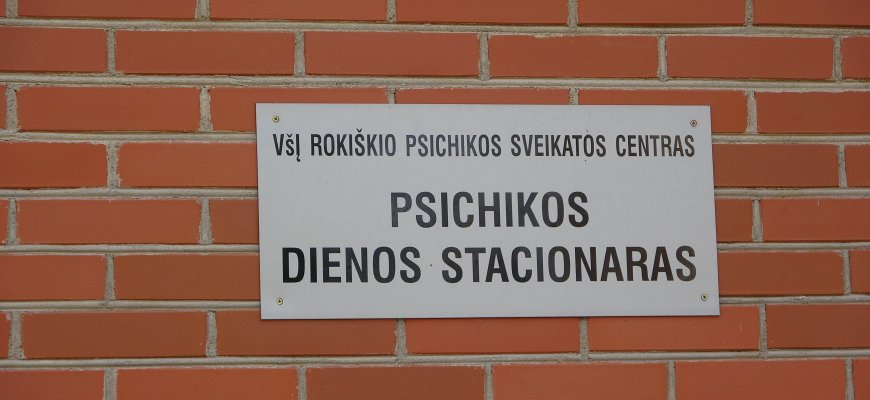 VšĮ ROKIŠKIO PSICHIKOS SVEIKATOS CENTRAS
PSICHIKOS
DIENOS STACIONARAS